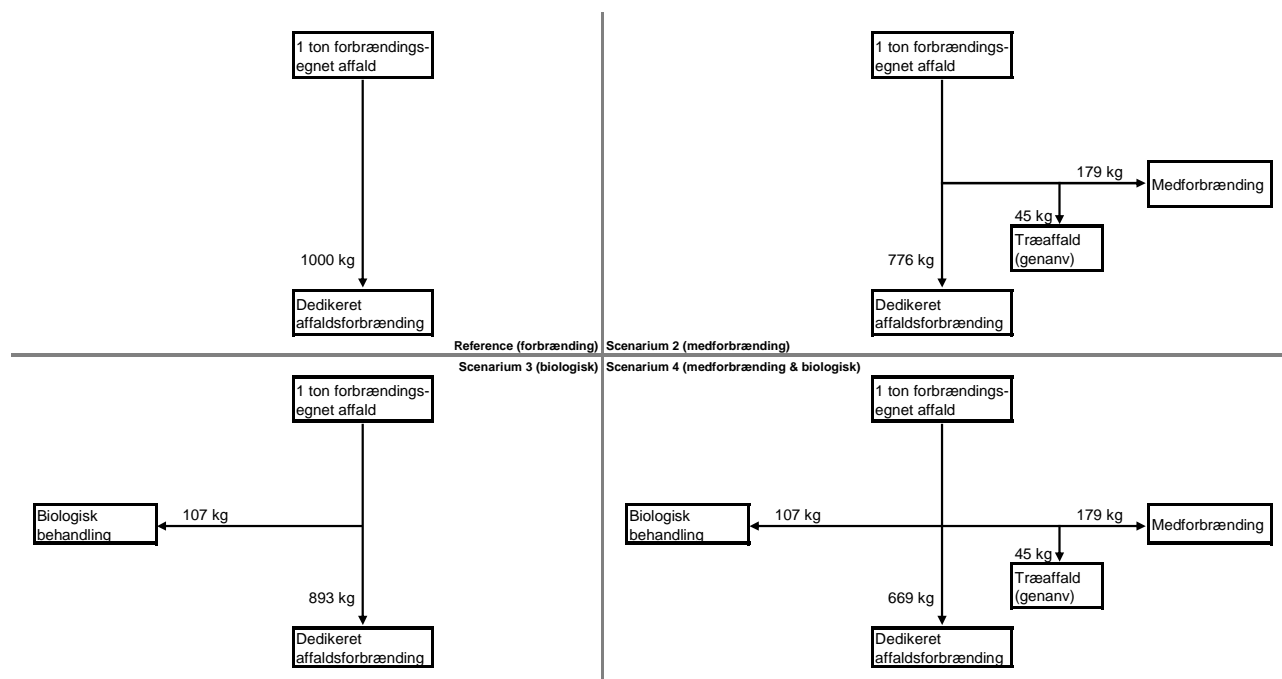 1 ton forbrændings-
egnet affald
1000 kg
Dedikeret
affaldsforbrænding
Reference (forbrænding)
1 ton forbrændings-
egnet affald
179 kg
Medforbrænding
45 kg
Træaffald
(genanv)
776 kg
Dedikeret
affaldsforbrænding
Scenarium 2 (medforbrænding)
Scenarium 3 (biologisk)
1 ton forbrændings-
egnet affald
107 kg
Biologisk
behandling
893 kg
Dedikeret
affaldsforbrænding
Scenarium 4 (medforbrænding & biologisk)
1 ton forbrændings-
egnet affald
107 kg
Biologisk
behandling
179 kg
Medforbrænding
45 kg
Træaffald
(genanv)
669 kg
Dedikeret
affaldsforbrænding